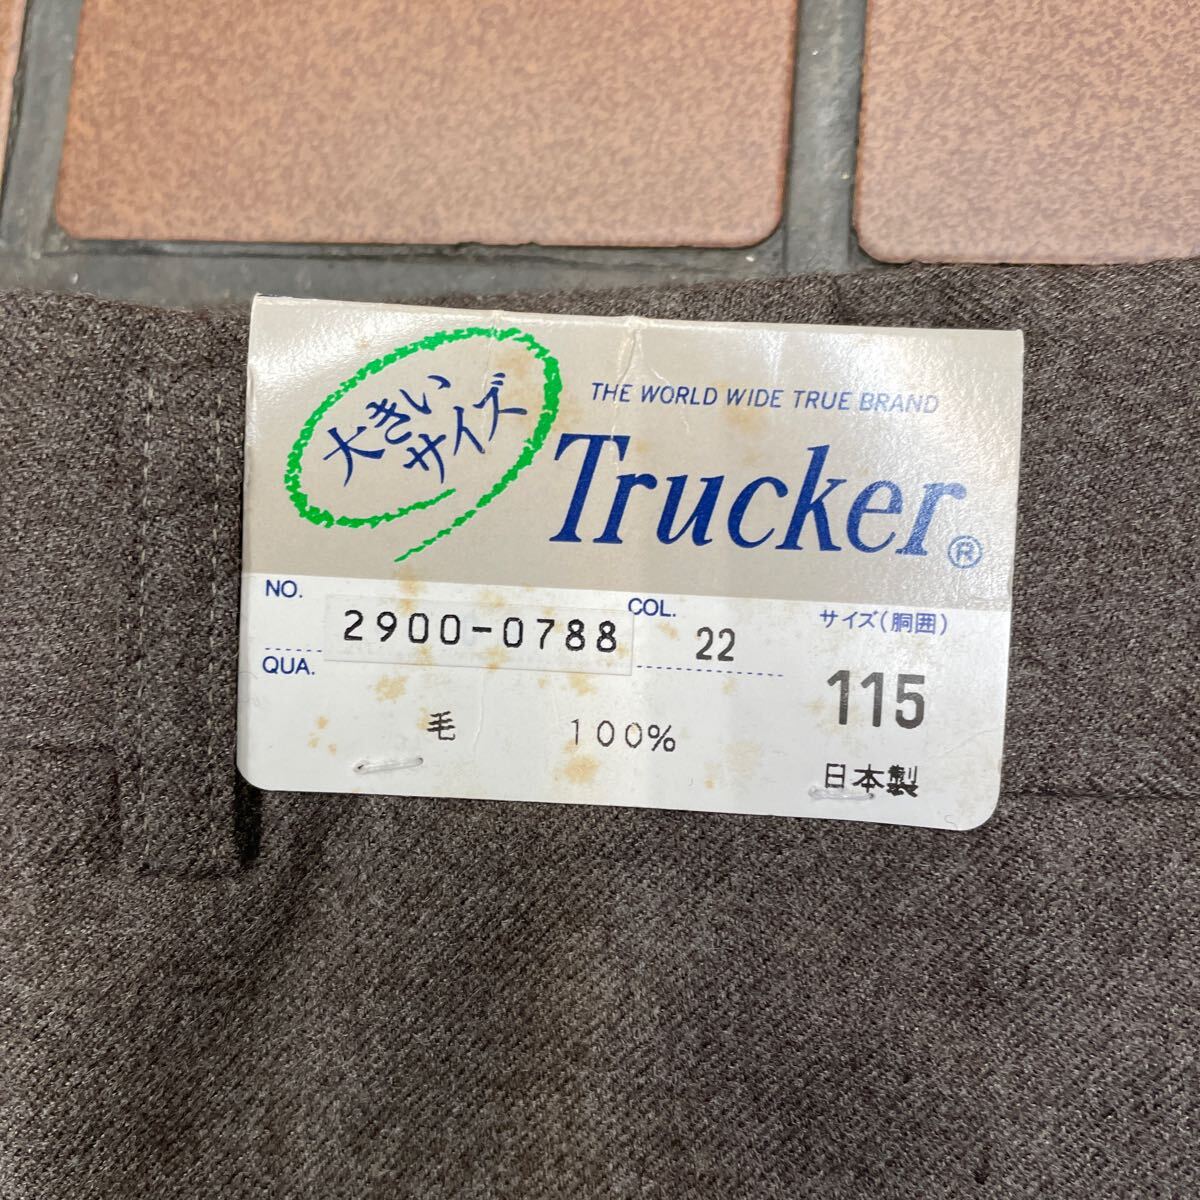 大きい
サイズ
THE WORLD WIDE TRUE BRAND
Trucker®
NO. 2900-0788
COL. 22
サイズ(胴囲)
115
QUA.
毛 100%
日本製